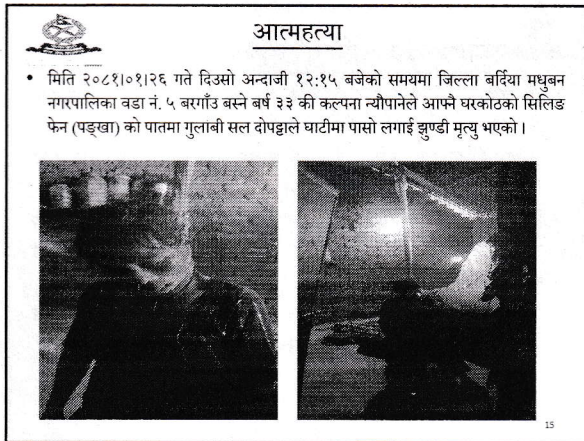 आत्महत्या
• मिति २०८१।०१।२६ गते दिउसो अन्दाजी १२:१५ बजेको समयमा जिल्ला बर्दिया मधुबन
नगरपालिका वडा नं. ५ बरगाँउ बस्ने बर्ष ३३ की कल्पना न्यौपानेले आफ्नै घरकोठको सिलिङ
फेन (पङ्खा) को पातमा गुलाबी सल दोपट्टाले घाटीमा पासो लगाई झुण्डी मृत्यु भएको ।
15